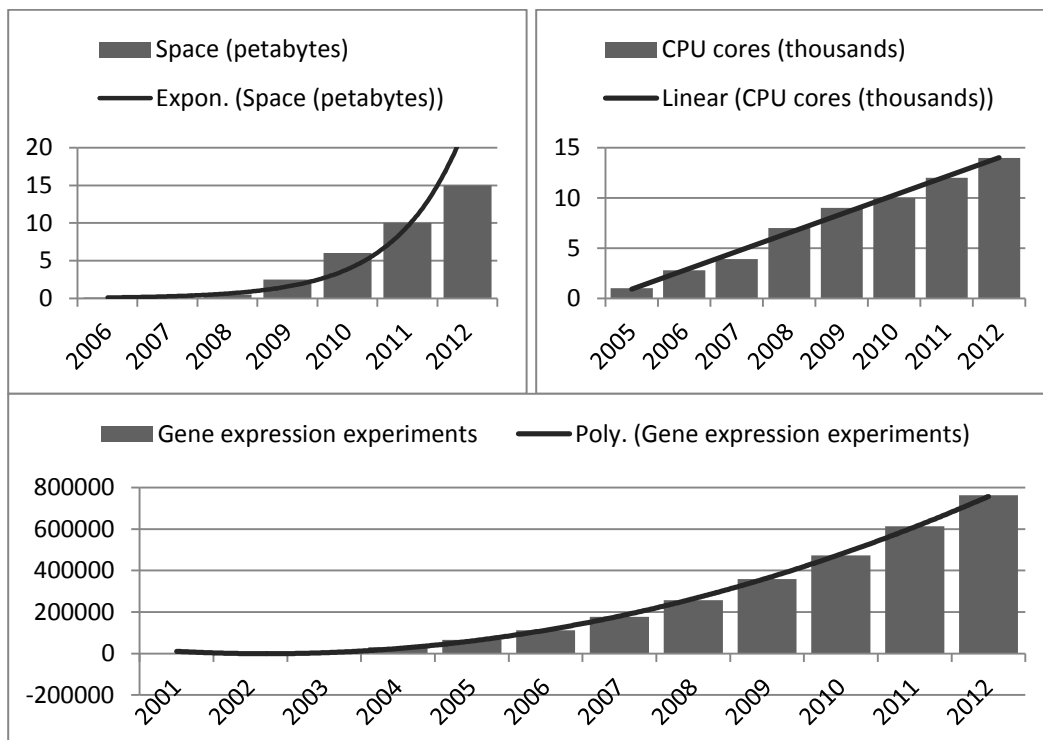 Space (petabytes)
Expon. (Space (petabytes))
20
15
10
5
0
2006 2007 2008 2009 2010 2011 2012
CPU cores (thousands)
Linear (CPU cores (thousands))
15
10
5
0
2005 2006 2007 2008 2009 2010 2011 2012
Gene expression experiments Poly. (Gene expression experiments)
800000
600000
400000
200000
0
-200000
2001 2002 2003 2004 2005 2006 2007 2008 2009 2010 2011 2012